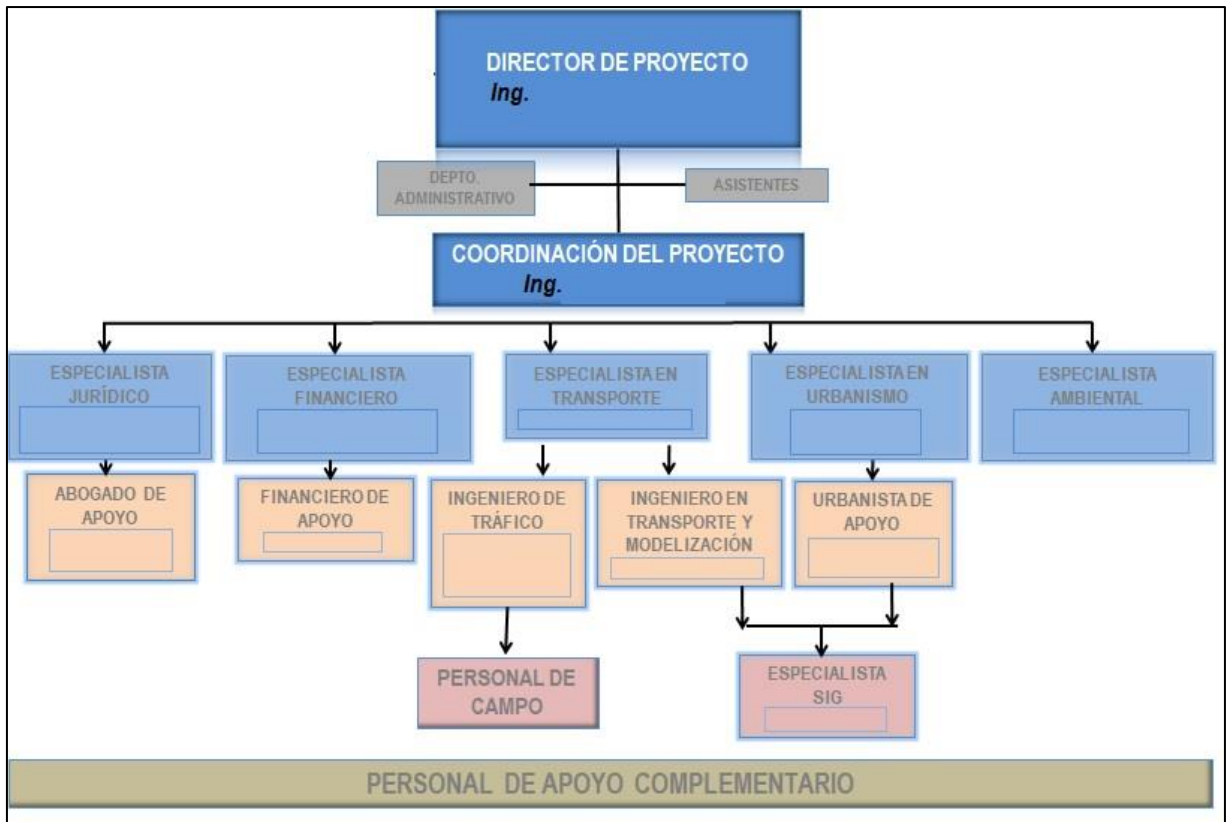 DIRECTOR DE PROYECTO
Ing.
DEPTO.
ADMINISTRATIVO
ASISTENTES
COORDINACIÓN DEL PROYECTO
Ing.
ESPECIALISTA
JURÍDICO
ESPECIALISTA
FINANCIERO
ESPECIALISTA EN
TRANSPORTE
ESPECIALISTA EN
URBANISMO
ESPECIALISTA
AMBIENTAL
ABOGADO DE
APOYO
FINANCIERO DE
APOYO
INGENIERO DE
TRÁFICO
INGENIERO EN
TRANSPORTE Y
MODELIZACIÓN
URBANISTA DE
APOYO
PERSONAL DE
CAMPO
ESPECIALISTA
SIG
PERSONAL DE APOYO COMPLEMENTARIO